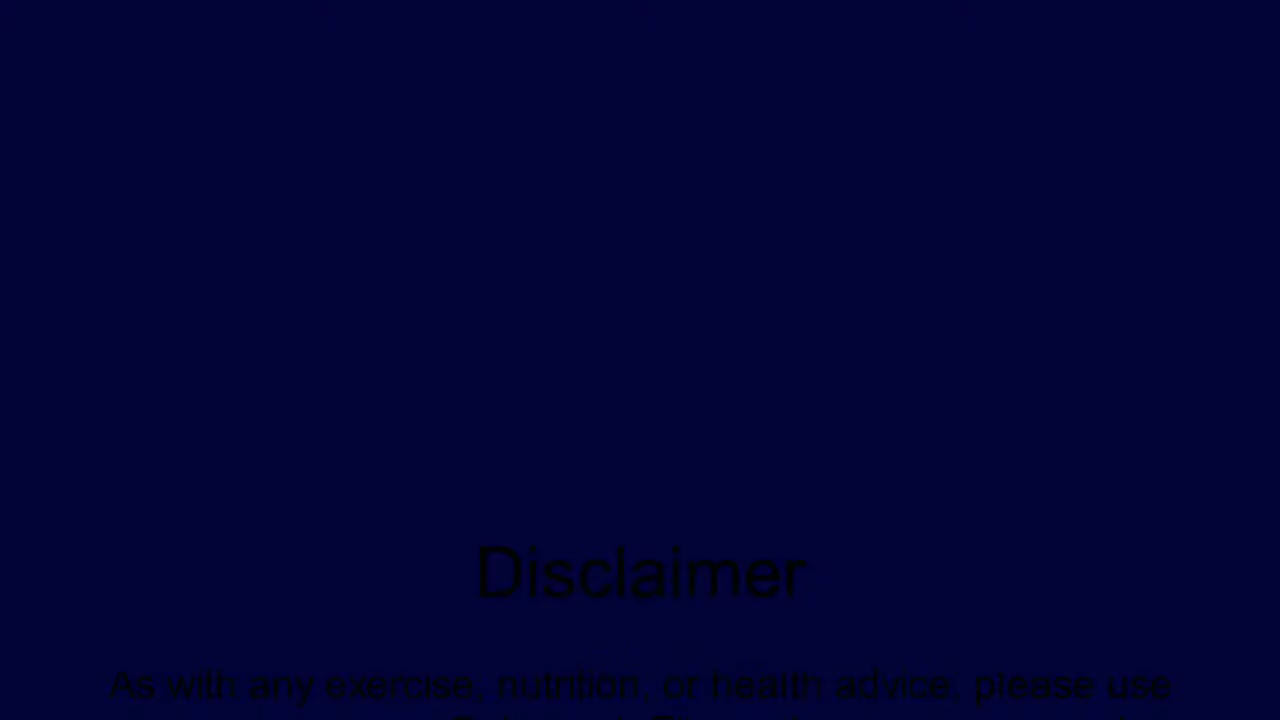 Disclaimer
As with any exercise, nutrition, or health advice, please use